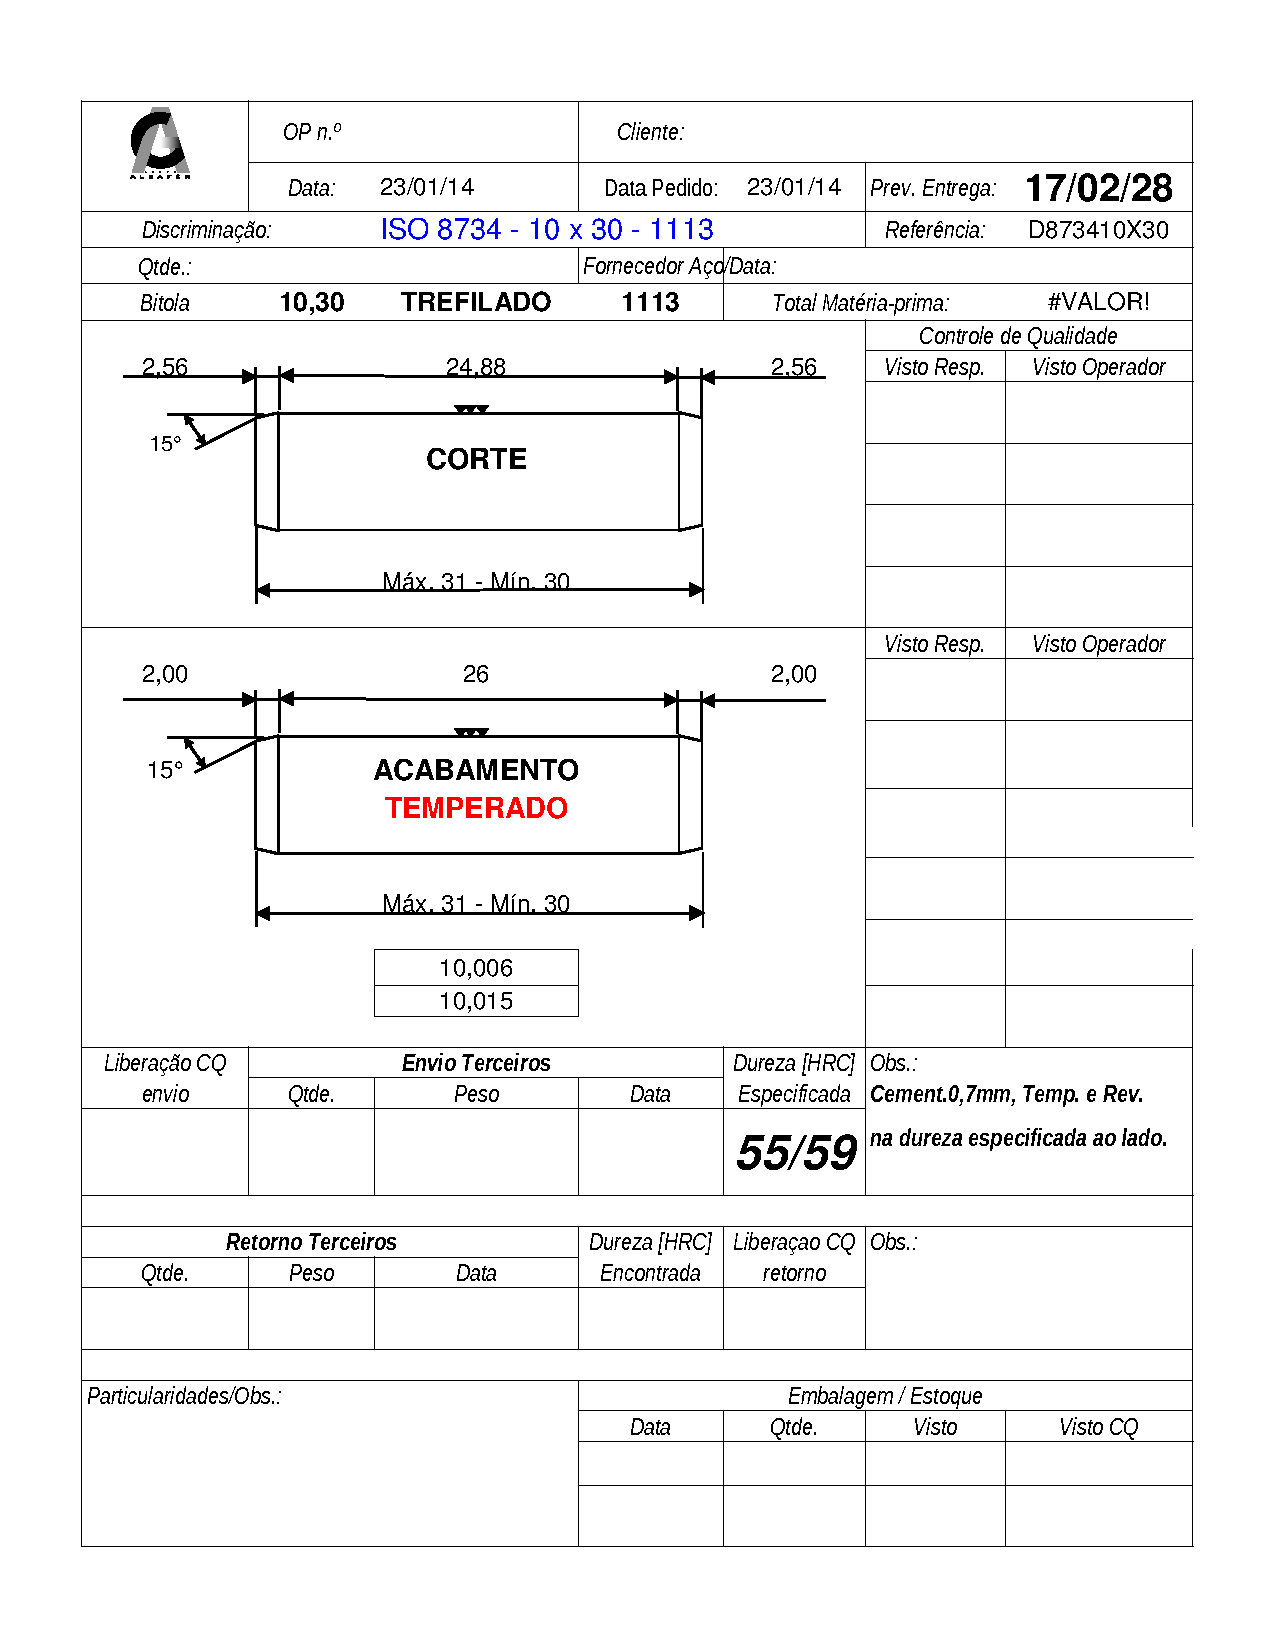 ALBAFER
OP n.º Cliente:
Data: 23/01/14 Data Pedido: 23/01/14 Prev. Entrega: 17/02/28
Discriminação: ISO 8734 - 10 x 30 - 1113 Referência: D873410X30
Qtde.: Fornecedor Aço/Data:
Bitola 10,30 TREFILADO 1113 Total Matéria-prima: #VALOR!
Controle de Qualidade
2,56 24,88 2,56 Visto Resp. Visto Operador
15°
CORTE
Máx. 31 - Mín. 30
Visto Resp. Visto Operador
2,00 26 2,00
15° ACABAMENTO
TEMPERADO
Máx. 31 - Mín. 30
10,006
10,015
Liberação CQ Envio Terceiros Dureza [HRC] Obs.:
envio Qtde. Peso Data Especificada Cement.0,7mm, Temp. e Rev.
55/59 na dureza especificada ao lado.
Retorno Terceiros Dureza [HRC] Liberaçao CQ Obs.:
Qtde. Peso Data Encontrada retorno
Particularidades/Obs.: Embalagem / Estoque
Data Qtde. Visto Visto CQ